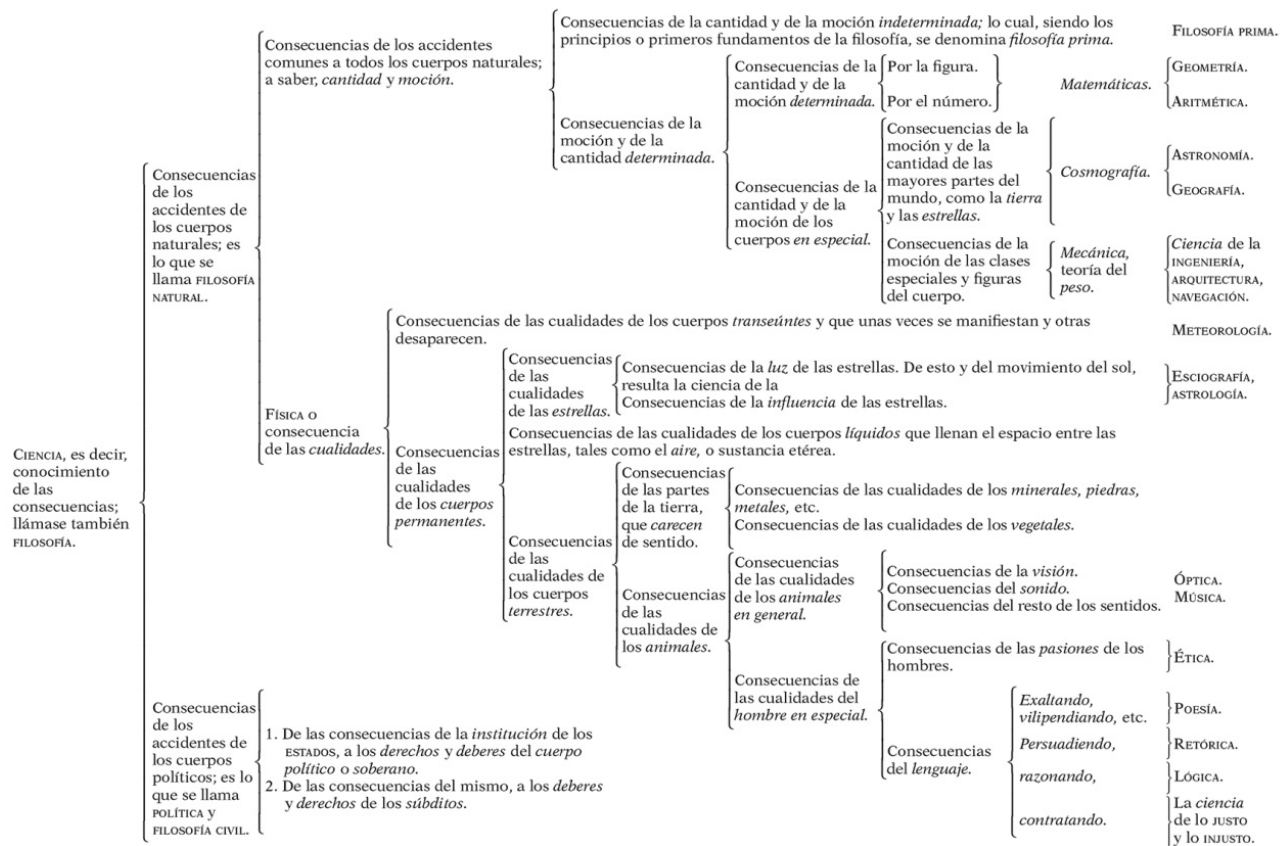 Consecuencias de la cantidad y de la moción indeterminada; lo cual, siendo los
principios o primeros fundamentos de la filosofía, se denomina filosofía prima.
FILOSOFÍA PRIMA.
Consecuencias de los accidentes
comunes a todos los cuerpos naturales;
a saber, cantidad y moción.
Consecuencias de la
cantidad y de la
moción determinada.
Por la figura.
Por el número.
Matemáticas.
GEOMETRÍA.
ARITMÉTICA.
Consecuencias de la
moción y de la
cantidad determinada.
Consecuencias de la
cantidad y de la
moción de los
cuerpos en especial.
Consecuencias de la
moción y de la
cantidad de las
mayores partes del
mundo, como la tierra
y las estrellas.
Cosmografía.
ASTRONOMÍA.
GEOGRAFÍA.
Consecuencias de la
moción de las clases
especiales y figuras
del cuerpo.
Mecánica,
teoría del
peso.
Ciencia de la
INGENIERÍA,
ARQUITECTURA,
NAVEGACIÓN.
Consecuencias
de los
accidentes de
los cuerpos
naturales; es
lo que se
llama FILOSOFÍA
NATURAL.
Consecuencias de las cualidades de los cuerpos transeúntes y que unas veces se manifiestan y otras
desaparecen.
METEOROLOGÍA.
FÍSICA o
consecuencia
de las cualidades.
Consecuencias
de las
cualidades
de las estrellas.
Consecuencias de la luz de las estrellas. De esto y del movimiento del sol,
resulta la ciencia de la
Consecuencias de la influencia de las estrellas.
ESCIOGRAFÍA,
ASTROLOGÍA.
Consecuencias
de las
cualidades
de los cuerpos
permanentes.
Consecuencias de las cualidades de los cuerpos líquidos que llenan el espacio entre las
estrellas, tales como el aire, o sustancia etérea.
Consecuencias
de las
cualidades de
los cuerpos
terrestres.
Consecuencias
de las partes
de la tierra,
que carecen
de sentido.
Consecuencias de las cualidades de los minerales, piedras,
metales, etc.
Consecuencias de las cualidades de los vegetales.
Consecuencias
de las
cualidades de
los animales.
Consecuencias
de las cualidades
de los animales
en general.
Consecuencias de la visión.
Consecuencias del sonido.
Consecuencias del resto de los sentidos.
ÓPTICA.
MÚSICA.
Consecuencias de
las cualidades del
hombre en especial.
Consecuencias de las pasiones de los
hombres.
ÉTICA.
Consecuencias
del lenguaje.
Exaltando,
vilipendiando, etc.
POESÍA.
Persuadiendo,
RETÓRICA.
razonando,
LÓGICA.
contratando.
La ciencia
de lo JUSTO
y lo INJUSTO.
CIENCIA, es decir,
conocimiento
de las
consecuencias;
llámase también
FILOSOFÍA.
Consecuencias
de los
accidentes de
los cuerpos
políticos; es lo
que se llama
POLÍTICA y
FILOSOFÍA CIVIL.
1. De las consecuencias de la institución de los
ESTADOS, a los derechos y deberes del cuerpo
político o soberano.
2. De las consecuencias del mismo, a los deberes
y derechos de los súbditos.